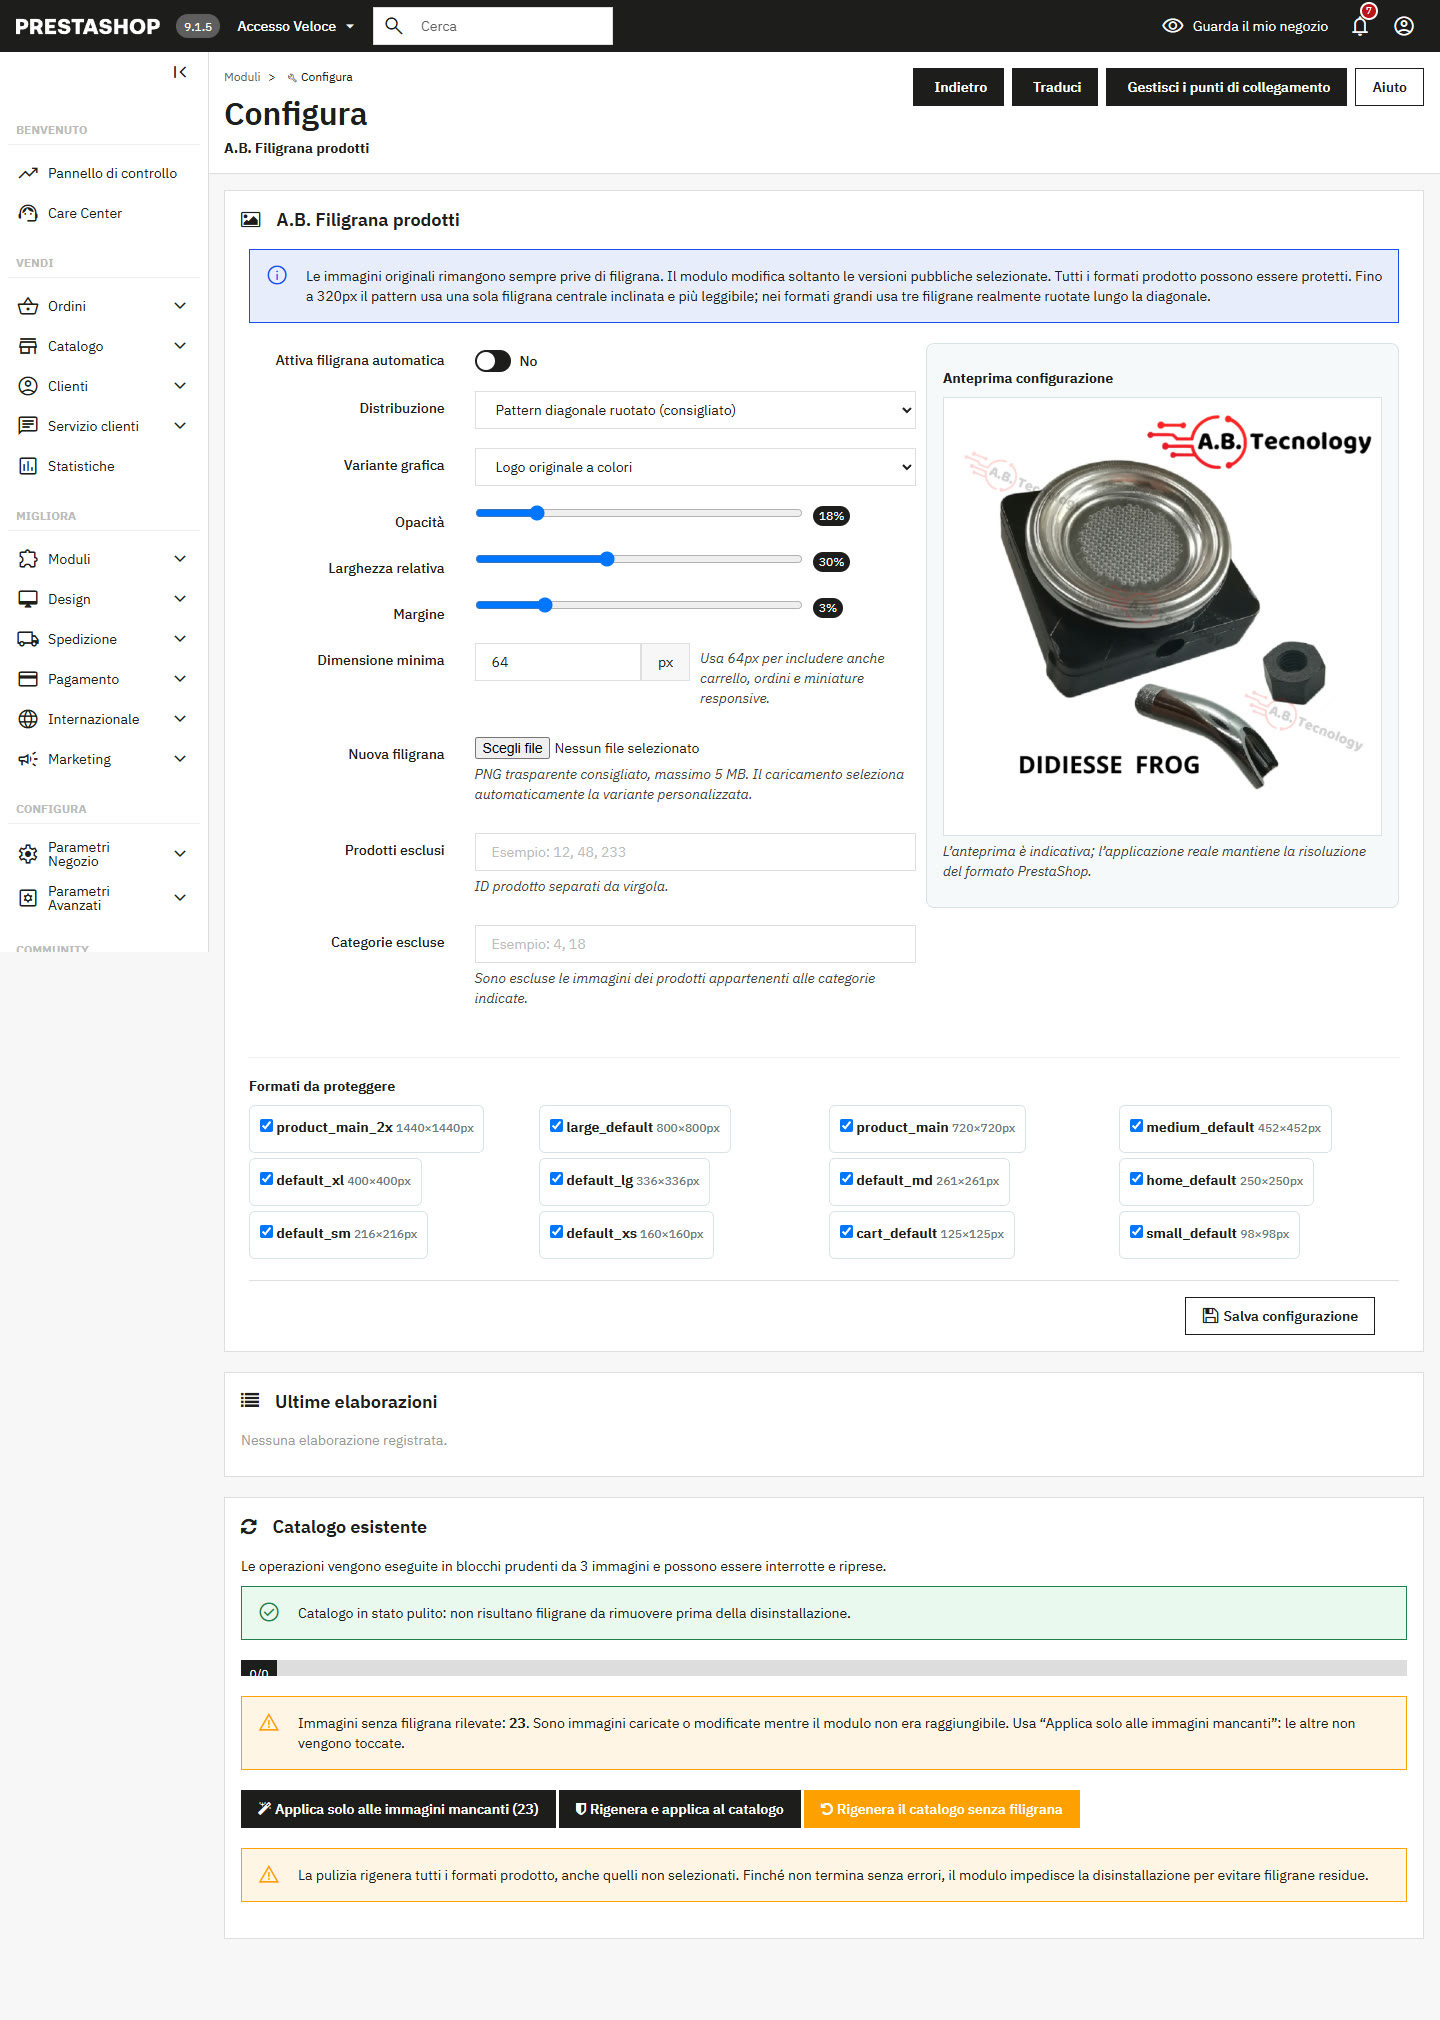 PRESTASHOP 9.1.5 Accesso Veloce Cerca Guarda il mio negozio 7
BENVENUTO
Pannello di controllo
Care Center
VENDI
Ordini
Catalogo
Clienti
Servizio clienti
Statistiche
MIGLIORA
Moduli
Design
Spedizione
Pagamento
Internazionale
Marketing
CONFIGURA
Parametri
Negozio
Parametri
Avanzati
COMMUNITY
Moduli > Configura
Configura
A.B. Filigrana prodotti
Indietro Traduci Gestisci i punti di collegamento Aiuto
A.B. Filigrana prodotti
Le immagini originali rimangono sempre prive di filigrana. Il modulo modifica soltanto le versioni pubbliche selezionate. Tutti i formati prodotto possono essere protetti. Fino
a 320px il pattern usa una sola filigrana centrale inclinata e più leggibile; nei formati grandi usa tre filigrane realmente ruotate lungo la diagonale.
Attiva filigrana automatica No
Distribuzione Pattern diagonale ruotato (consigliato)
Variante grafica Logo originale a colori
Opacità 18%
Larghezza relativa 30%
Margine 3%
Dimensione minima 64 px
Usa 64px per includere anche
carrello, ordini e miniature
responsive.
Nuova filigrana Scegli file Nessun file selezionato
PNG trasparente consigliato, massimo 5 MB. Il caricamento seleziona
automaticamente la variante personalizzata.
Prodotti esclusi Esempio: 12, 48, 233
ID prodotto separati da virgola.
Categorie escluse Esempio: 4, 18
Sono escluse le immagini dei prodotti appartenenti alle categorie
indicate.
Anteprima configurazione
A.B. Tecnology
A.B. Tecnology
A.B. Tecnology
DIDIESSE FROG
L’anteprima è indicativa; l’applicazione reale mantiene la risoluzione
del formato PrestaShop.
Formati da proteggere
product_main_2x 1440×1440px large_default 800×800px product_main 720×720px medium_default 452×452px
default_xl 400×400px default_lg 336×336px default_md 261×261px home_default 250×250px
default_sm 216×216px default_xs 160×160px cart_default 125×125px small_default 98×98px
Salva configurazione
Ultime elaborazioni
Nessuna elaborazione registrata.
Catalogo esistente
Le operazioni vengono eseguite in blocchi prudenti da 3 immagini e possono essere interrotte e riprese.
Catalogo in stato pulito: non risultano filigrane da rimuovere prima della disinstallazione.
0/0
Immagini senza filigrana rilevate: 23. Sono immagini caricate o modificate mentre il modulo non era raggiungibile. Usa “Applica solo alle immagini mancanti”: le altre non
vengono toccate.
Applica solo alle immagini mancanti (23) Rigenera e applica al catalogo Rigenera il catalogo senza filigrana
La pulizia rigenera tutti i formati prodotto, anche quelli non selezionati. Finché non termina senza errori, il modulo impedisce la disinstallazione per evitare filigrane residue.